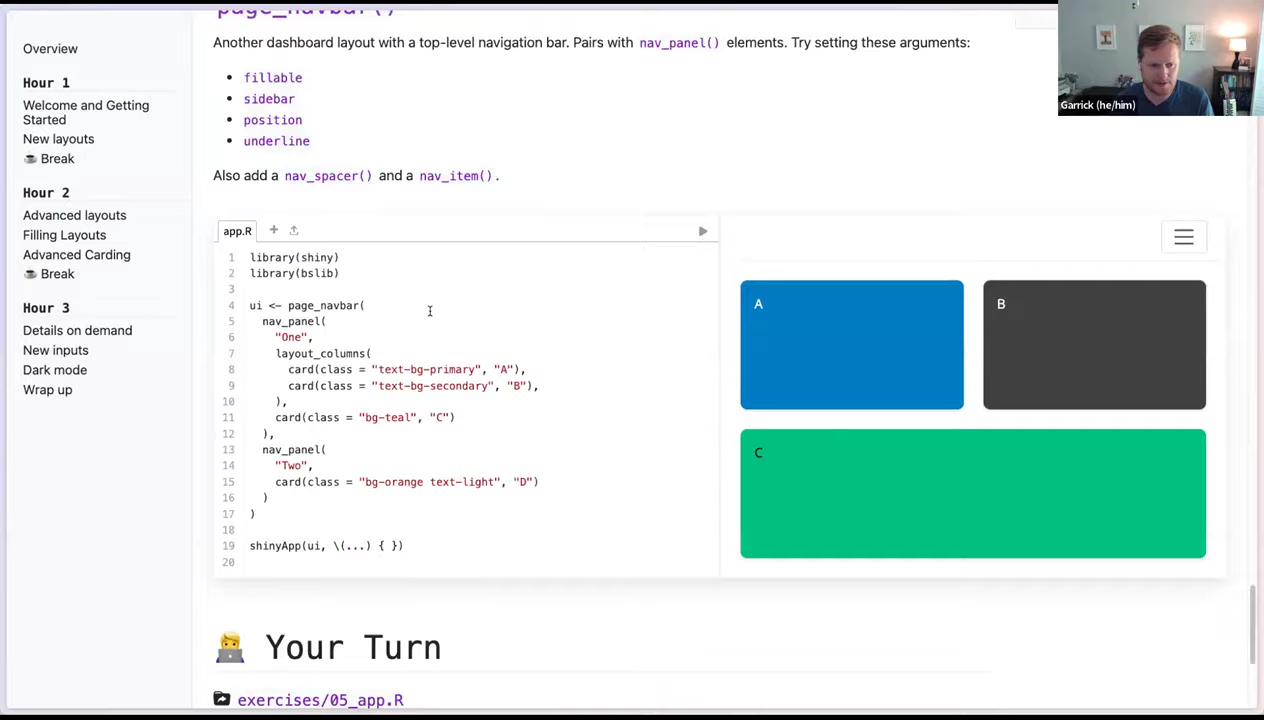 page_navbar()
Another dashboard layout with a top-level navigation bar. Pairs with nav_panel() elements. Try setting these arguments:
• fillable
• sidebar
• position
• underline
Also add a nav_spacer() and a nav_item().
Overview
Hour 1
Welcome and Getting
Started
New layouts
Break
Hour 2
Advanced layouts
Filling Layouts
Advanced Carding
Break
Hour 3
Details on demand
New inputs
Dark mode
Wrap up
Garrick (he/him)
app.R
1 library(shiny)
2 library(bslib)
3
4 ui <- page_navbar(
5   nav_panel(
6     "One",
7     layout_columns(
8       card(class = "text-bg-primary", "A"),
9       card(class = "text-bg-secondary", "B"),
10     ),
11     card(class = "bg-teal", "C")
12   ),
13   nav_panel(
14     "Two",
15     card(class = "bg-orange text-light", "D")
16   )
17 )
18
19 shinyApp(ui, \(...) { })
20
A
B
C
Your Turn
exercises/05_app.R